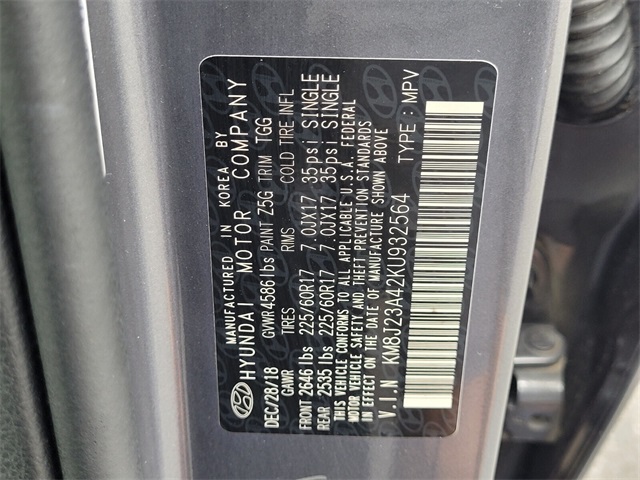 MANUFACTURED IN KOREA BY
HYUNDAI MOTOR COMPANY
DEC/28/18 GVWR 4586 lbs PAINT Z5G TRIM TGG
GAWR TIRES RIMS COLD TIRE INFL
FRONT 2646 lbs 225/60R17 7.0JX17 35psi SINGLE
REAR 2535 lbs 225/60R17 7.0JX17 35psi SINGLE
THIS VEHICLE CONFORMS TO ALL APPLICABLE U.S.A. FEDERAL
MOTOR VEHICLE SAFETY AND THEFT PREVENTION STANDARDS
IN EFFECT ON THE DATE OF MANUFACTURE SHOWN ABOVE
V.I.N KM8J23A42KU932564 TYPE : MPV